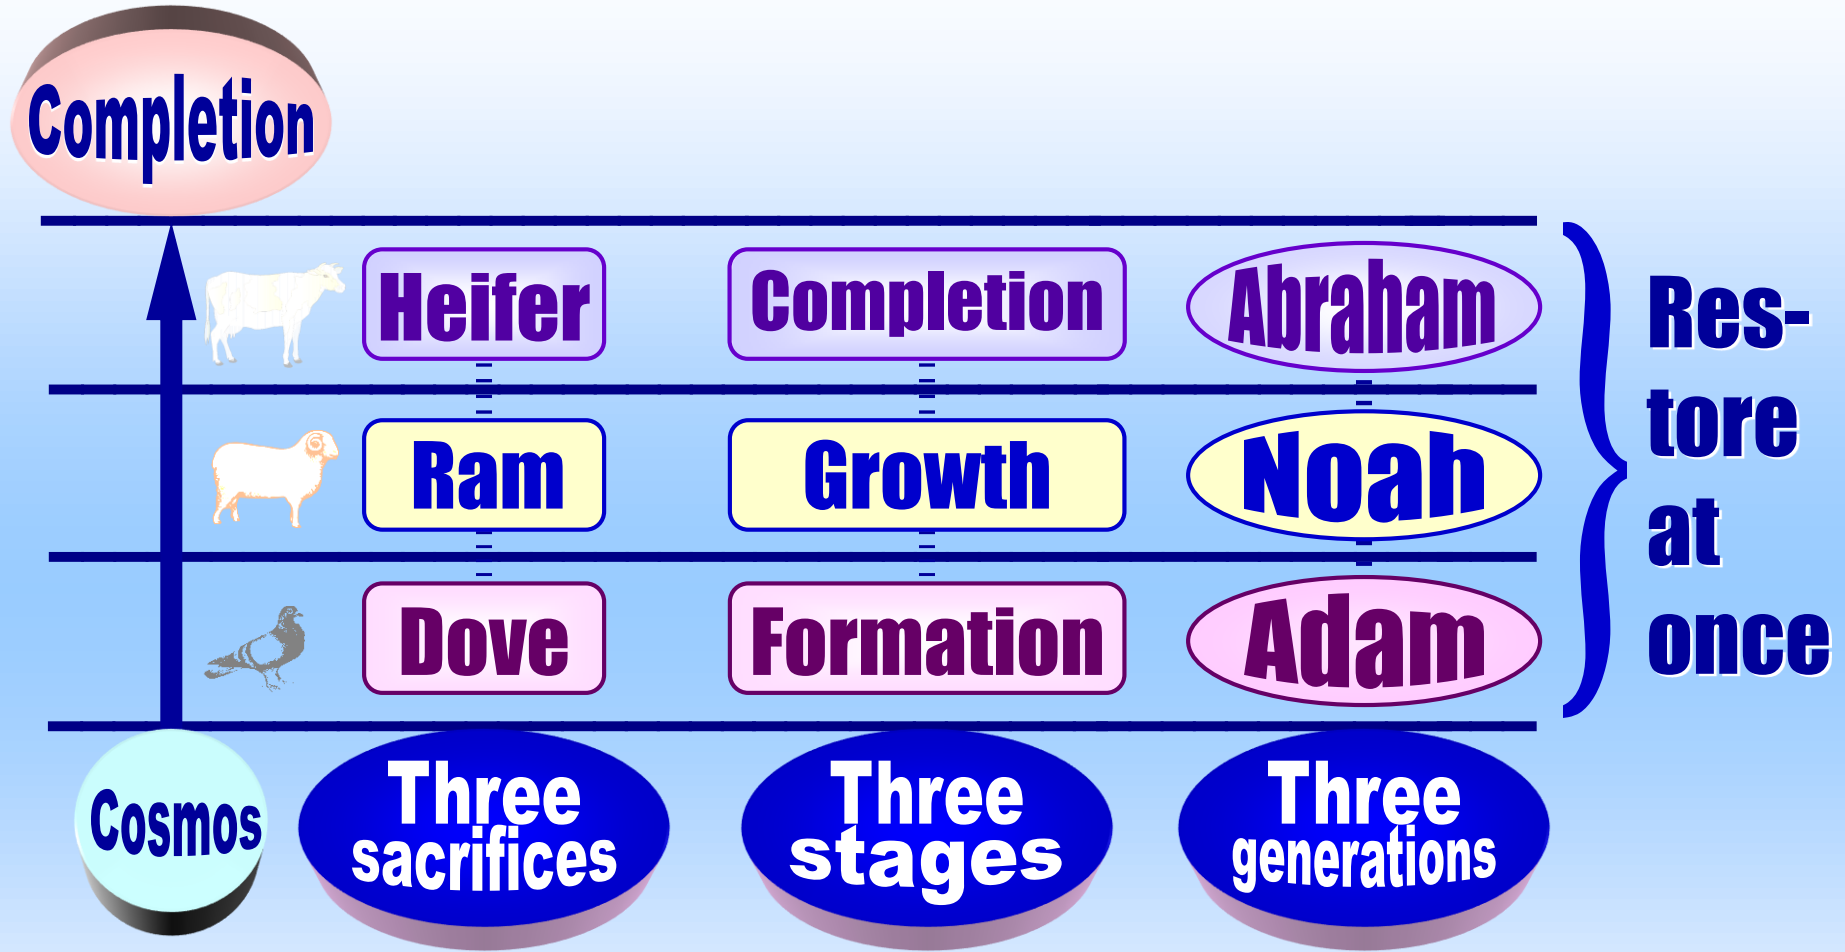 Completion
Heifer
Completion
Abraham
Ram
Growth
Noah
Dove
Formation
Adam
Res-
tore
at
once
Cosmos
Three
sacrifices
Three
stages
Three
generations